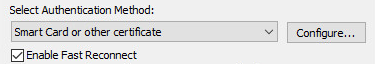 Select Authentication Method:
Smart Card or other certificate Configure...
Enable Fast Reconnect